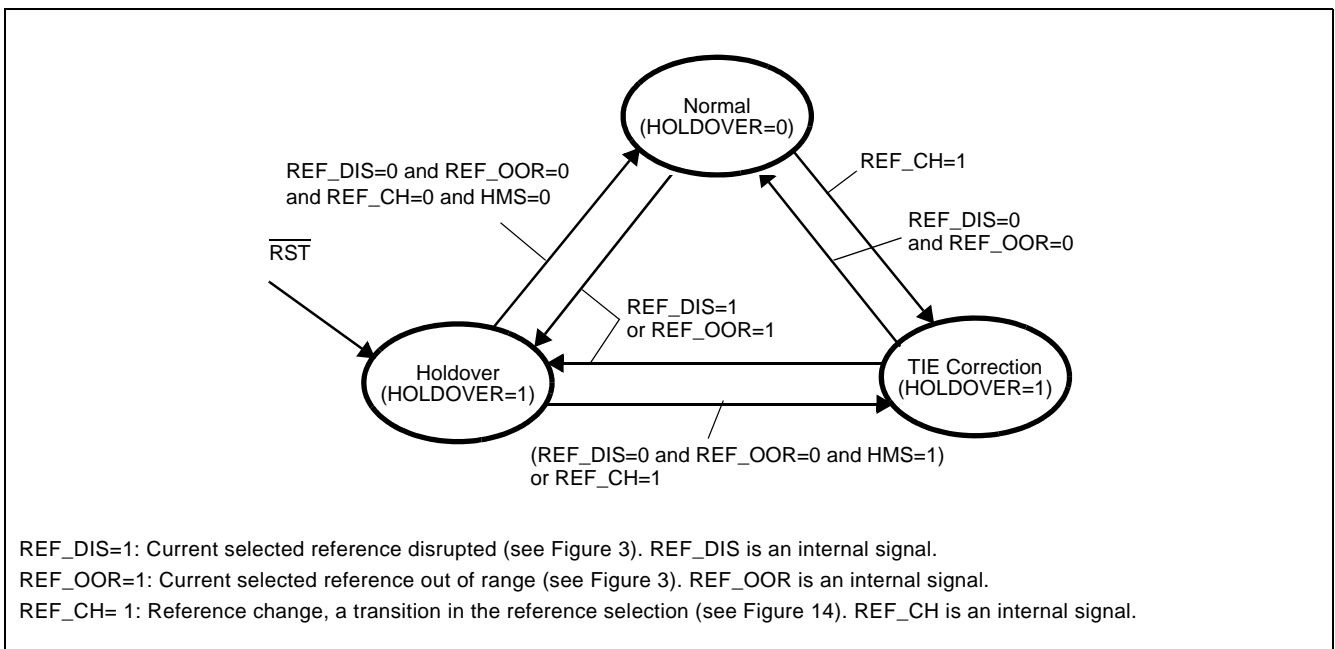 Normal
(HOLDOVER=0)
REF_CH=1
REF_DIS=0 and REF_OOR=0
and REF_CH=0 and HMS=0
REF_DIS=0
and REF_OOR=0
RST
REF_DIS=1
or REF_OOR=1
Holdover
(HOLDOVER=1)
TIE Correction
(HOLDOVER=1)
(REF_DIS=0 and REF_OOR=0 and HMS=1)
or REF_CH=1
REF_DIS=1: Current selected reference disrupted (see Figure 3). REF_DIS is an internal signal.
REF_OOR=1: Current selected reference out of range (see Figure 3). REF_OOR is an internal signal.
REF_CH= 1: Reference change, a transition in the reference selection (see Figure 14). REF_CH is an internal signal.